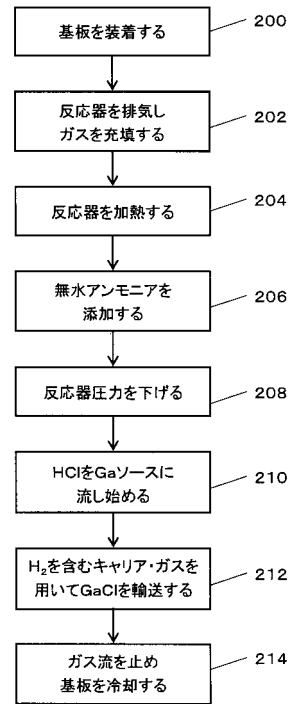 基板を装着する
200
反応器を排気し
ガスを充填する
202
反応器を加熱する
204
無水アンモニアを
添加する
206
反応器圧力を下げる
208
HClをGaソースに
流し始める
210
H₂を含むキャリア・ガスを
用いてGaClを輸送する
212
ガス流を止め
基板を冷却する
214